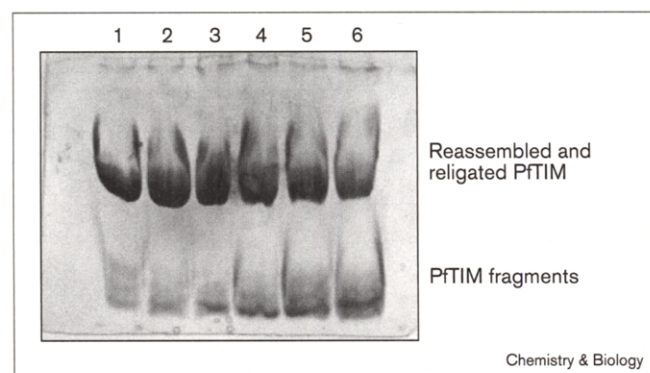 1 2 3 4 5 6
Reassembled and
religated PfTIM
PfTIM fragments
Chemistry & Biology